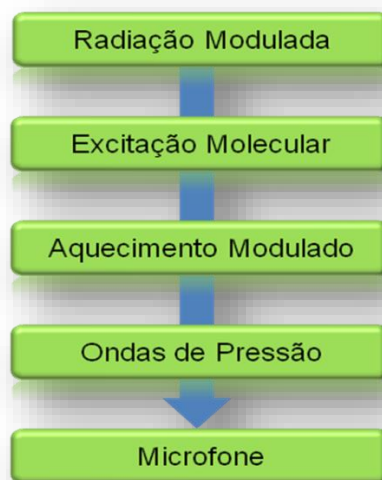 Radiação Modulada
Excitação Molecular
Aquecimento Modulado
Ondas de Pressão
Microfone